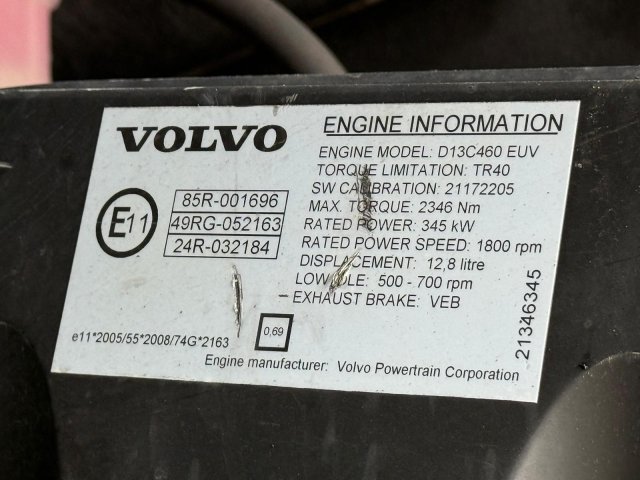 VOLVO
ENGINE INFORMATION
ENGINE MODEL: D13C460 EUV
TORQUE LIMITATION: TR40
SW CALIBRATION: 21172205
MAX. TORQUE: 2346 Nm
RATED POWER: 345 kW
RATED POWER SPEED: 1800 rpm
DISPLACEMENT: 12,8 litre
LOW IDLE: 500 - 700 rpm
EXHAUST BRAKE: VEB
E11
85R-001696
49RG-052163
24R-032184
0,69
e11*2005/55*2008/74G*2163
Engine manufacturer: Volvo Powertrain Corporation
21346345